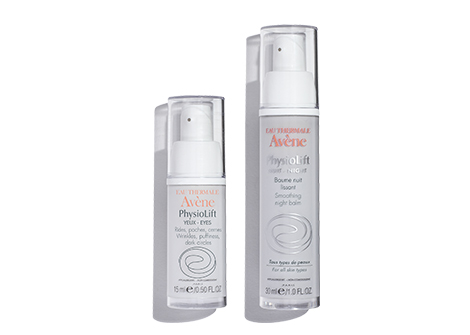 EAU THERMALE
Avène
PhysioLift
YEUX - EYES
Rides, poches, cernes
Wrinkles, puffiness,
dark circles
15 ml/0.50 FL.OZ.
EAU THERMALE
Avène
PhysioLift
Baume nuit
lissant
Smoothing
night balm
Tous types de peaux
For all skin types
30 ml/1.0 FL.OZ.